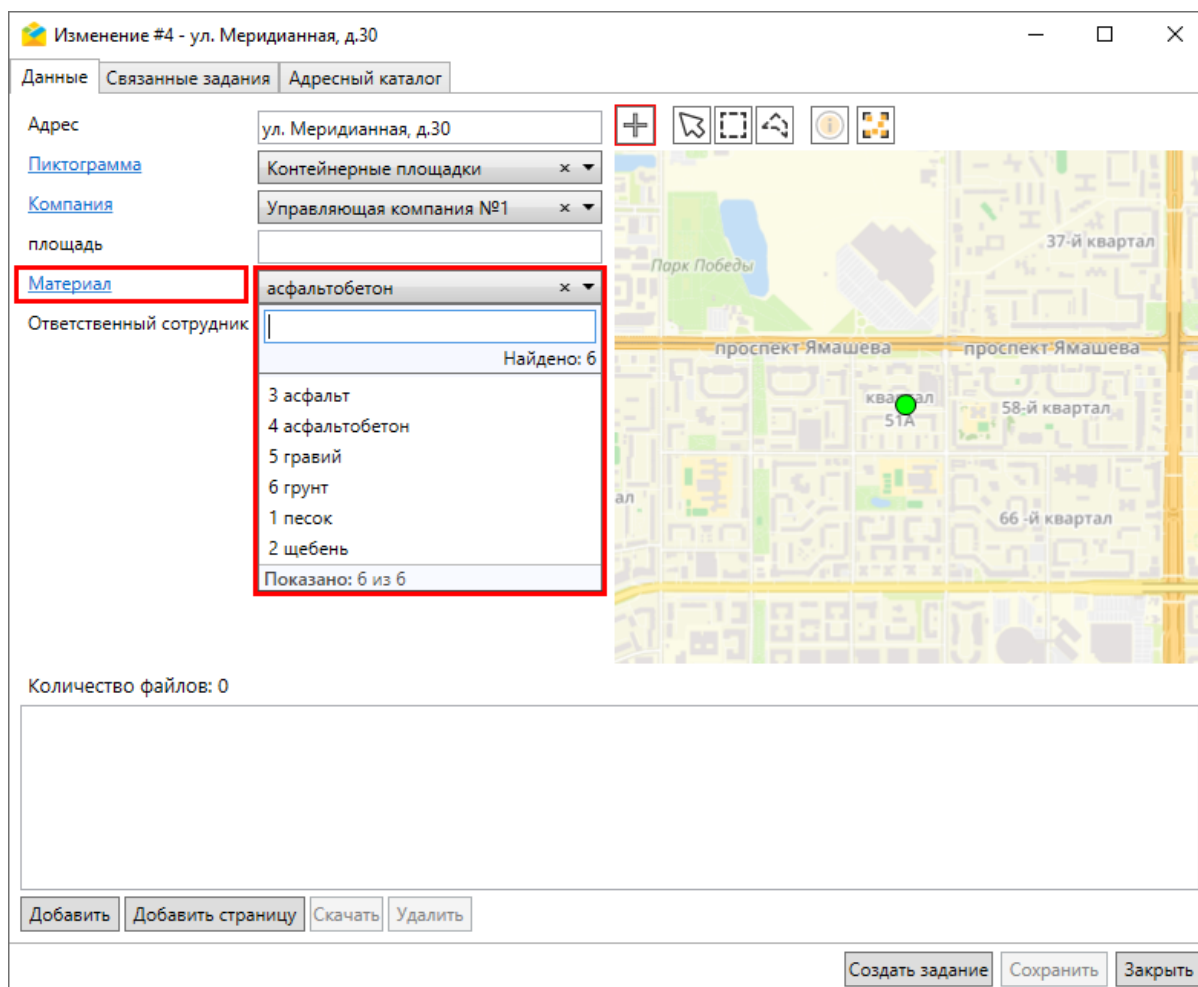 Изменение #4 - ул. Меридианная, д.30
Данные Связанные задания Адресный каталог
Адрес ул. Меридианная, д.30
Пиктограмма Контейнерные площадки
Компания Управляющая компания №1
площадь
Материал асфальтобетон
Ответственный сотрудник
Найдено: 6
3 асфальт
4 асфальтобетон
5 гравий
6 грунт
1 песок
2 щебень
Показано: 6 из 6
37-й квартал
Парк Победы
проспект Ямашева проспект Ямашева
51А
58-й квартал
ал
66 -й квартал
Количество файлов: 0
Добавить Добавить страницу Скачать Удалить
Создать задание Сохранить Закрыть